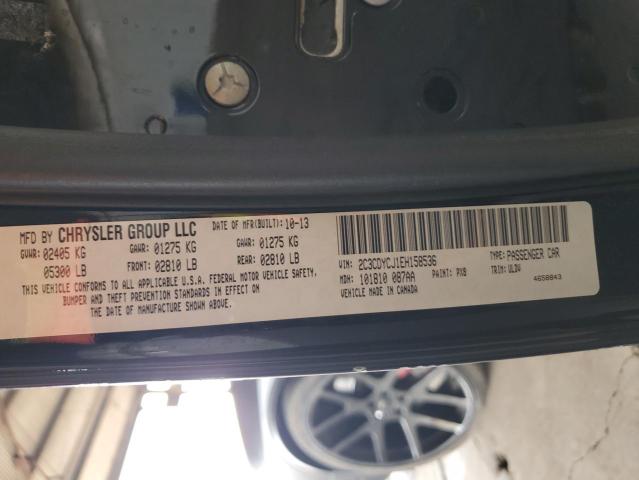 MFD BY CHRYSLER GROUP LLC
DATE OF MFR(BUILT): 10-13
GVWR: 02405 KG GAWR: 01275 KG GAWR: 01275 KG
05300 LB FRONT: 02810 LB REAR: 02810 LB
THIS VEHICLE CONFORMS TO ALL APPLICABLE U.S.A. FEDERAL MOTOR VEHICLE SAFETY,
BUMPER AND THEFT PREVENTION STANDARDS IN EFFECT ON
THE DATE OF MANUFACTURE SHOWN ABOVE.
VIN: 2C3CDYCJ1EH158536 TYPE: PASSENGER CAR
MDH: 101810 087AA PAINT: PX8 TRIM: ULDV
VEHICLE MADE IN CANADA 4658843